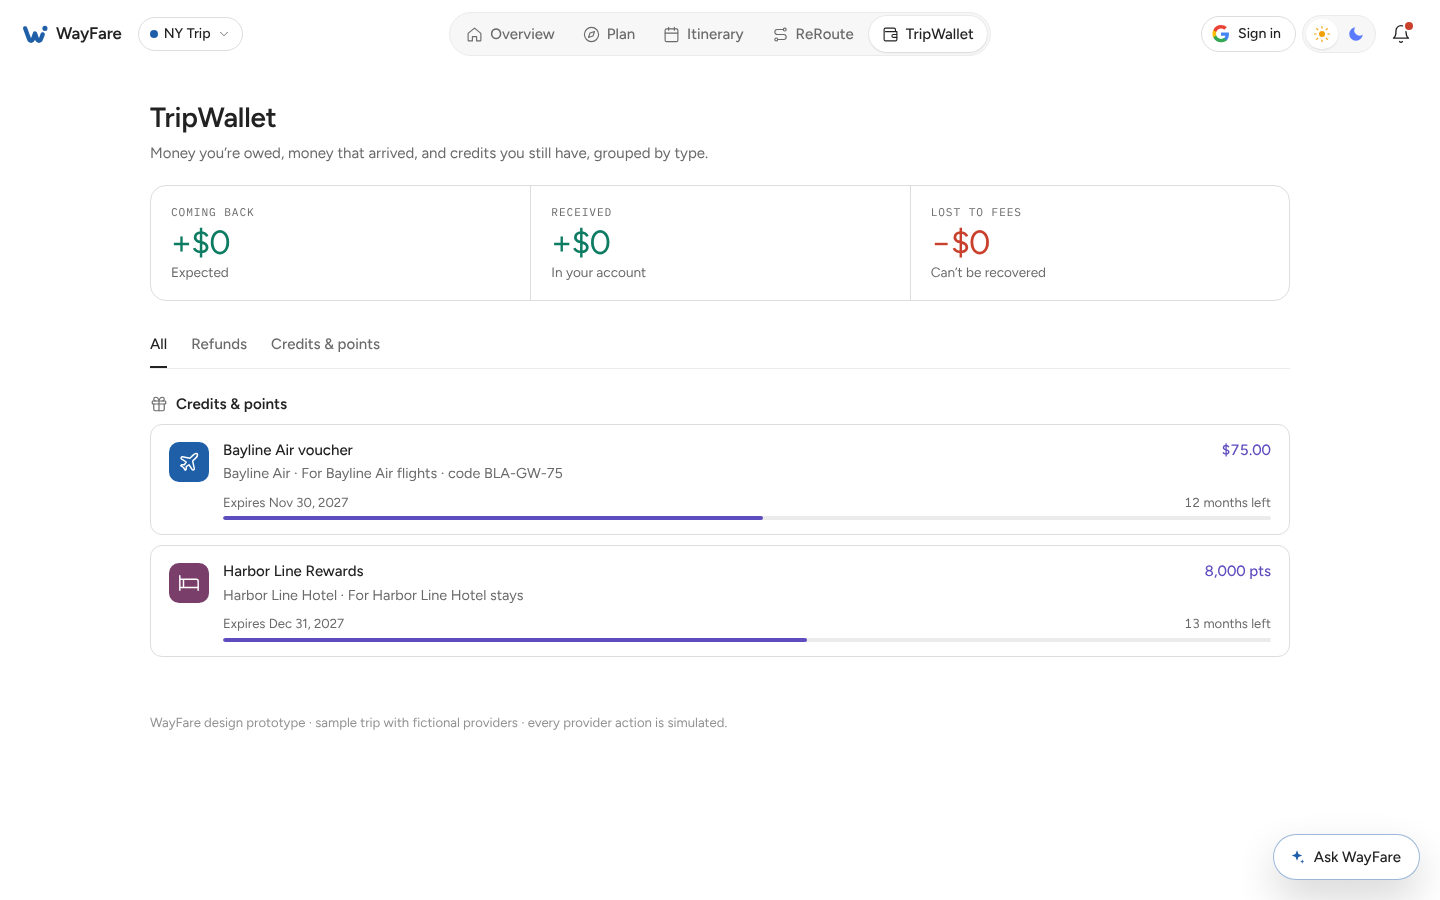 WayFare
NY Trip
Overview
Plan
Itinerary
ReRoute
TripWallet
Sign in
TripWallet
Money you’re owed, money that arrived, and credits you still have, grouped by type.
COMING BACK
+$0
Expected
RECEIVED
+$0
In your account
LOST TO FEES
−$0
Can’t be recovered
All
Refunds
Credits & points
Credits & points
Bayline Air voucher
$75.00
Bayline Air · For Bayline Air flights · code BLA-GW-75
Expires Nov 30, 2027
12 months left
Harbor Line Rewards
8,000 pts
Harbor Line Hotel · For Harbor Line Hotel stays
Expires Dec 31, 2027
13 months left
WayFare design prototype · sample trip with fictional providers · every provider action is simulated.
Ask WayFare